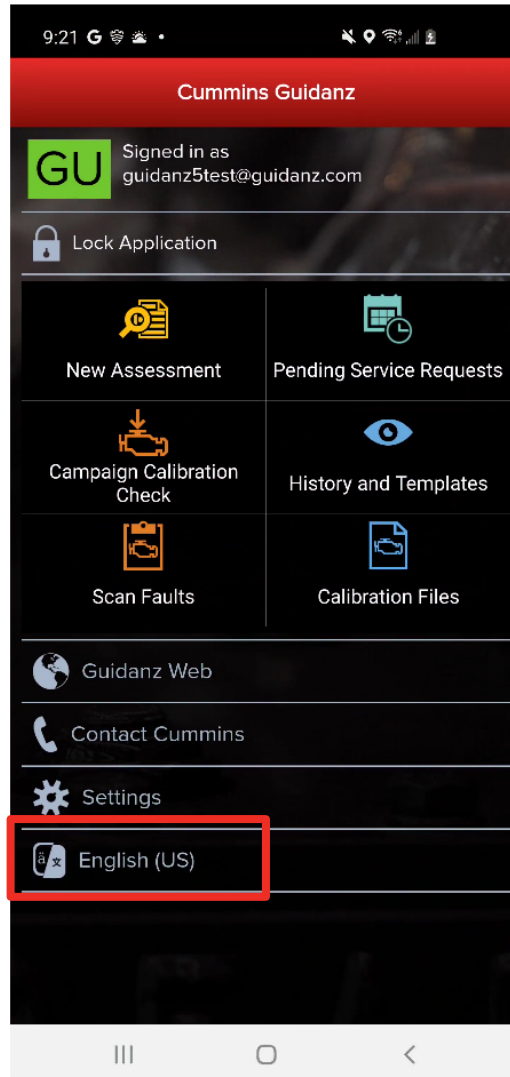 9:21 G
Cummins Guidanz
GU
Signed in as
guidanz5test@guidanz.com
Lock Application
New Assessment
Pending Service Requests
Campaign Calibration
Check
History and Templates
Scan Faults
Calibration Files
Guidanz Web
Contact Cummins
Settings
ä 文 English (US)